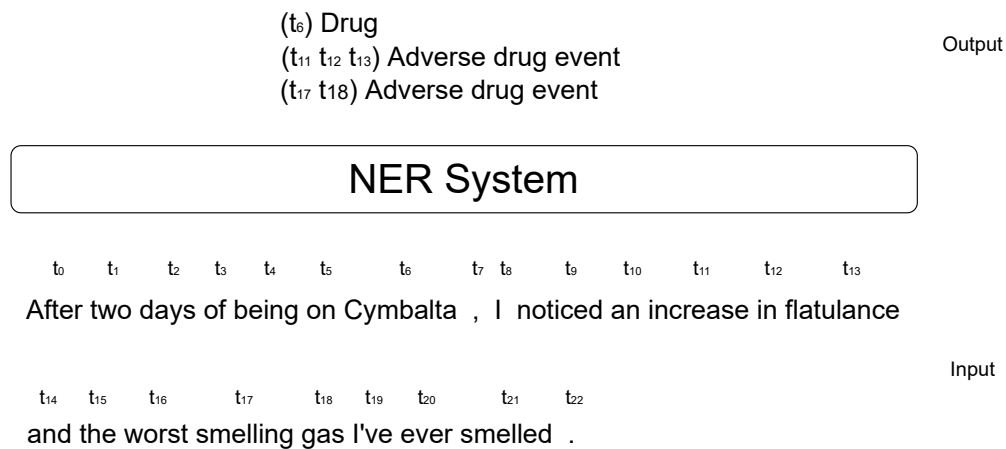 (t₆) Drug
(t₁₁ t₁₂ t₁₃) Adverse drug event
(t₁₇ t18) Adverse drug event
Output
NER System
t₀ t₁ t₂ t₃ t₄ t₅ t₆ t₇ t₈ t₉ t₁₀ t₁₁ t₁₂ t₁₃
After two days of being on Cymbalta , I noticed an increase in flatulance
Input
t₁₄ t₁₅ t₁₆ t₁₇ t₁₈ t₁₉ t₂₀ t₂₁ t₂₂
and the worst smelling gas I've ever smelled .